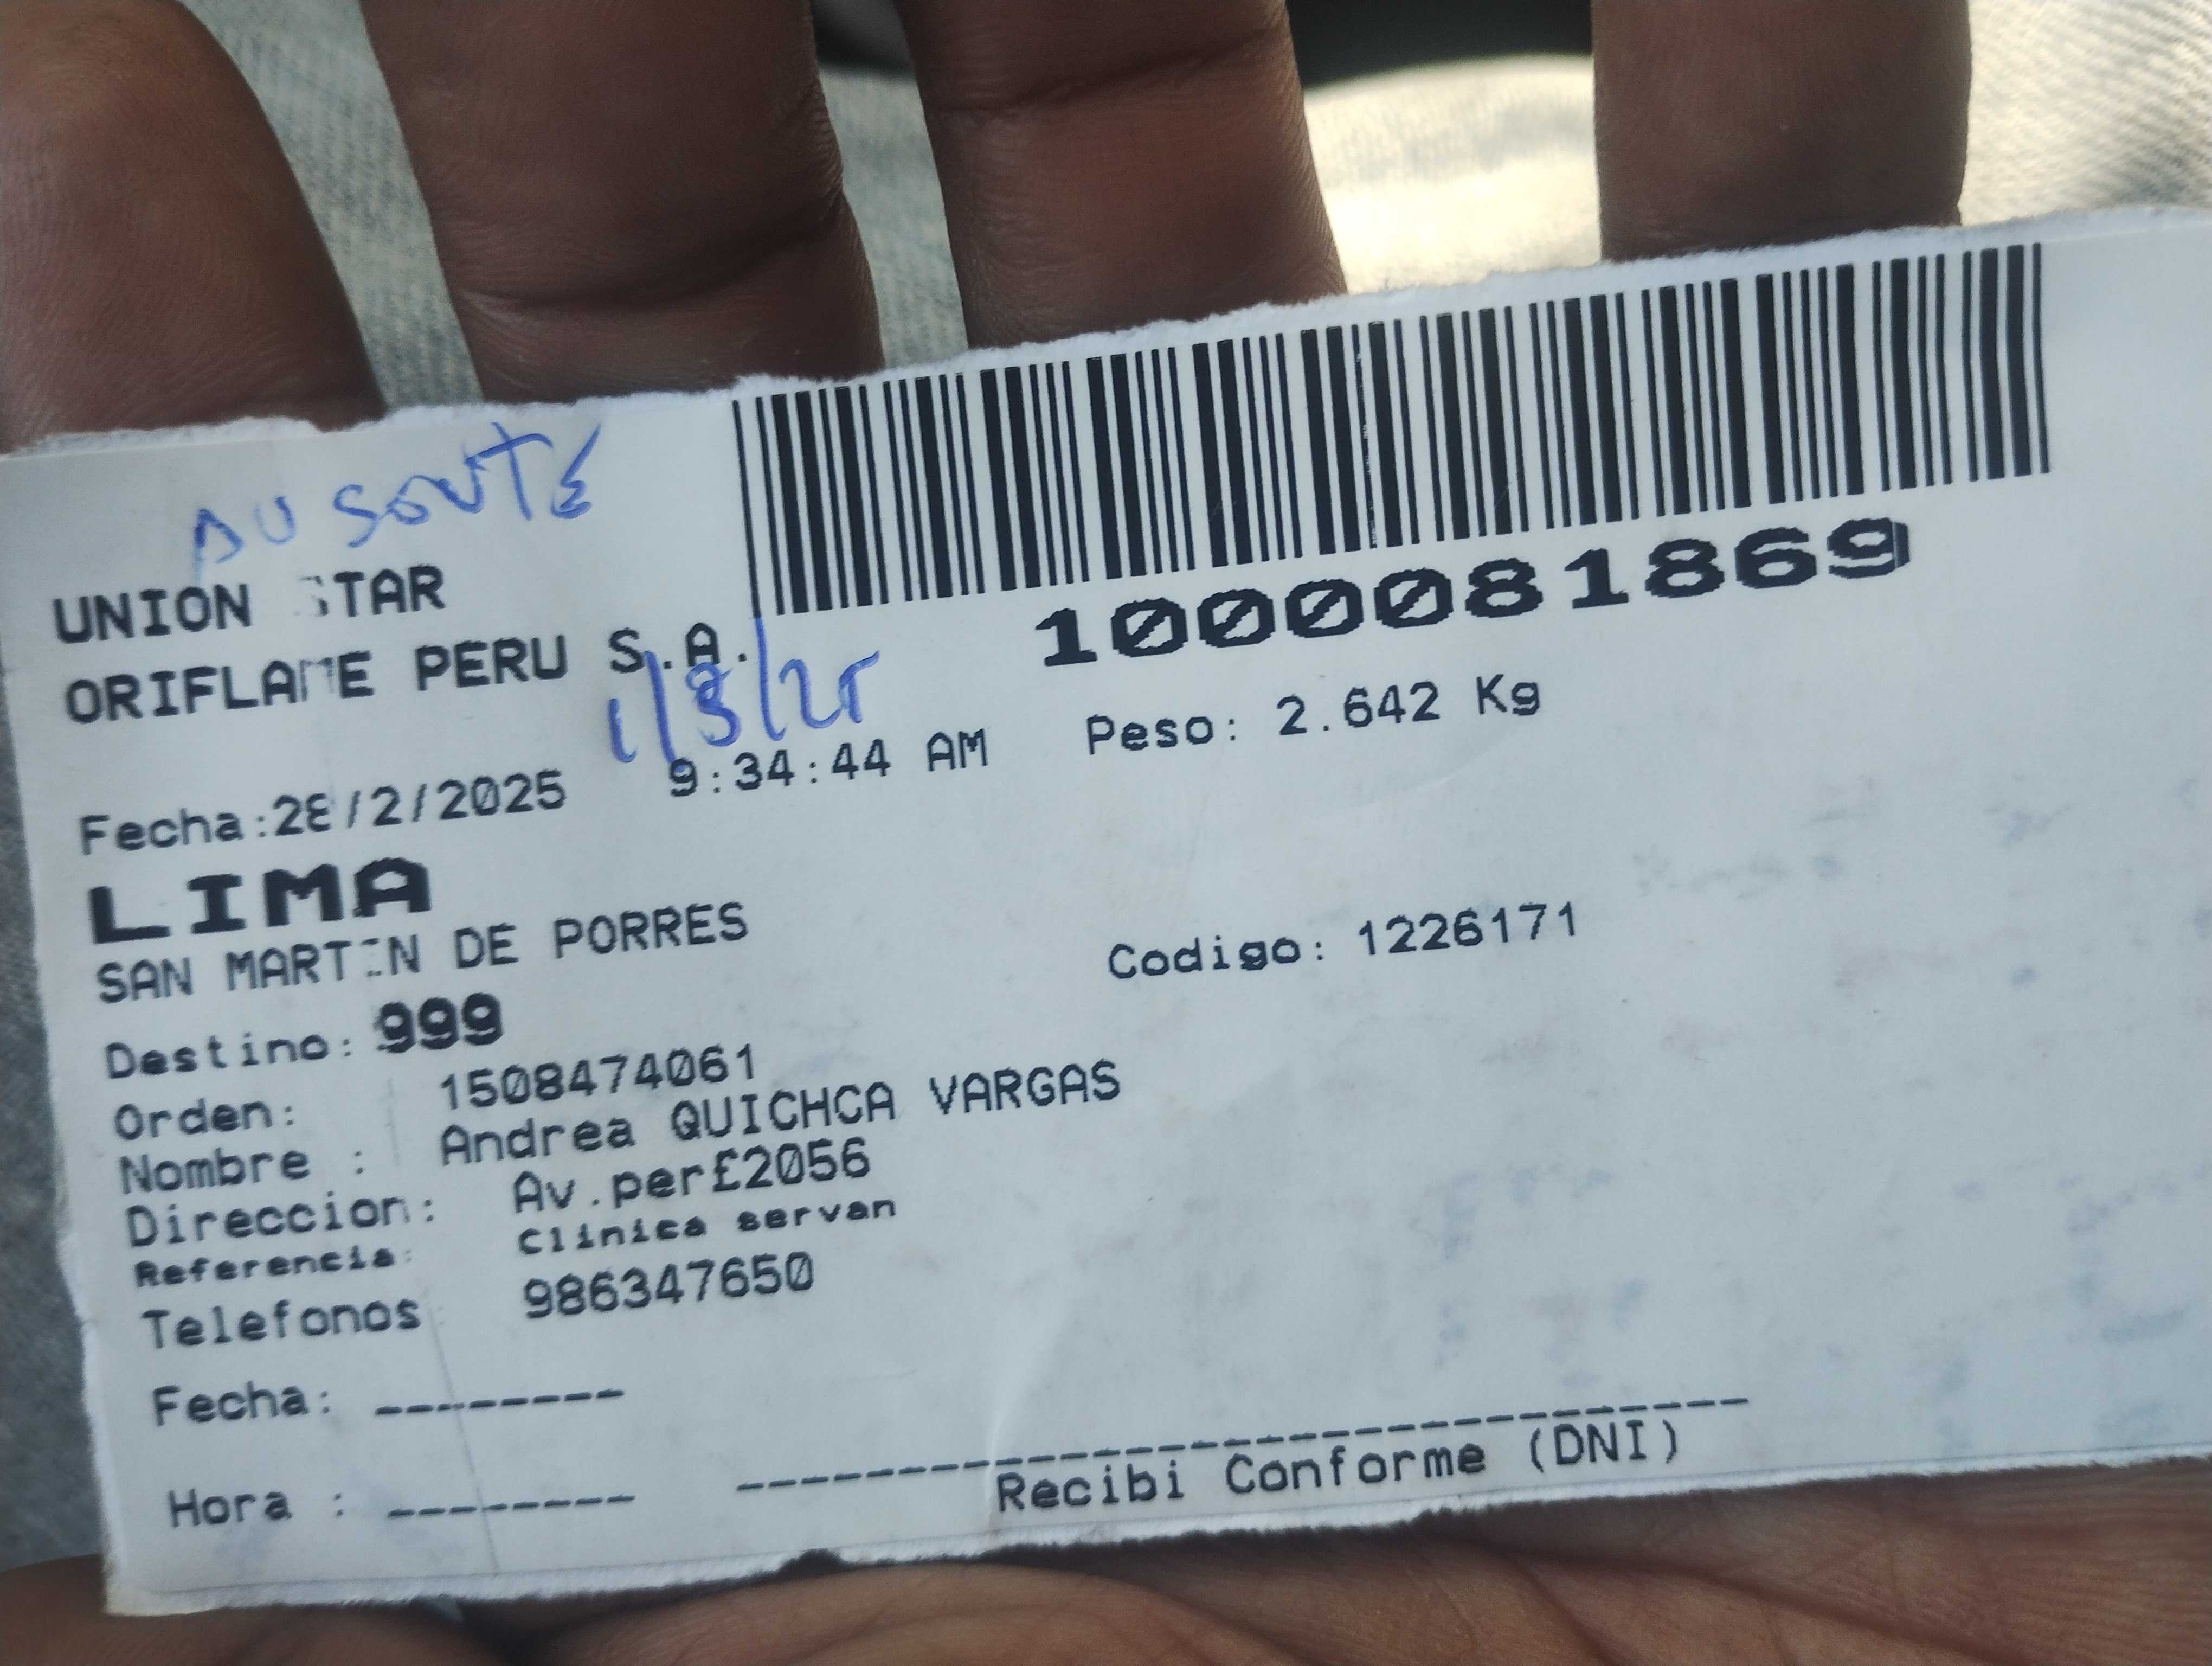 AUSENTE
UNION STAR
ORIFLAME PERU S.A.
1000081869
1/3/25
Fecha:28/2/2025 9:34:44 AM Peso: 2.642 Kg
LIMA
SAN MARTIN DE PORRES
Codigo: 1226171
Destino: 999
Orden: 1508474061
Nombre : Andrea QUICHCA VARGAS
Direccion: Av.per£2056
Referencia: Clinica servan
Telefonos 986347650
Fecha: --------
Hora : --------
Recibi Conforme (DNI)